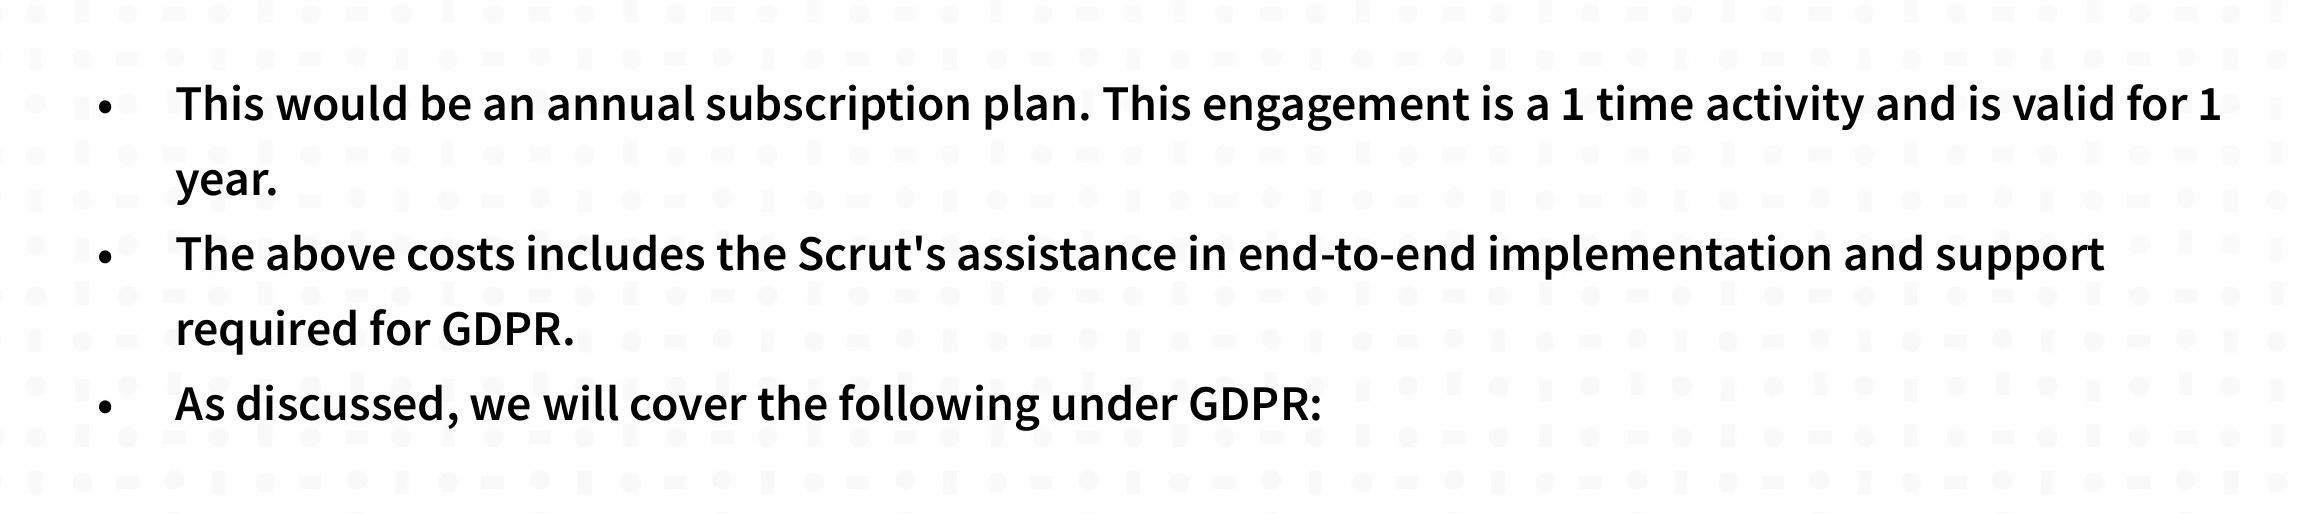 • This would be an annual subscription plan. This engagement is a 1 time activity and is valid for 1
year.
• The above costs includes the Scrut's assistance in end-to-end implementation and support
required for GDPR.
• As discussed, we will cover the following under GDPR: